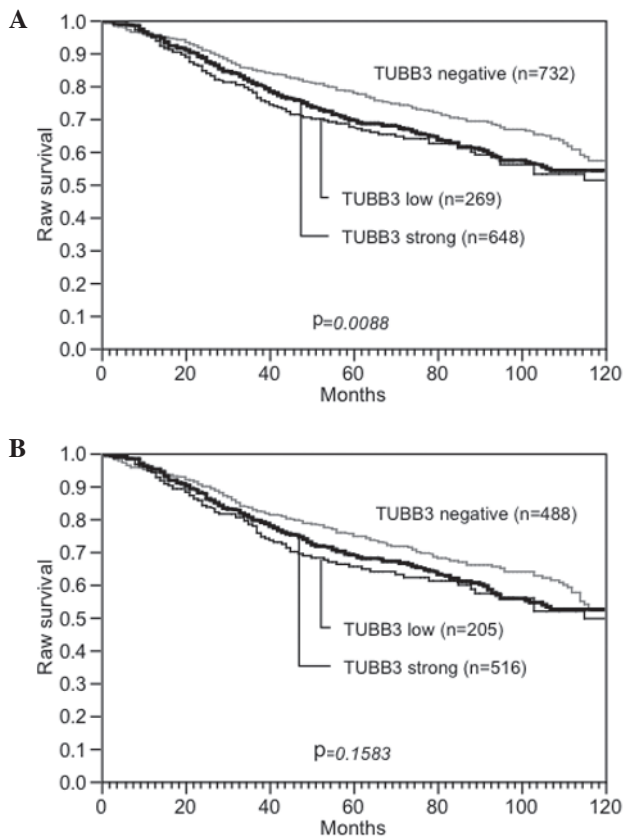 A
Raw survival
1.0
0.9
0.8
0.7
0.6
0.5
0.4
0.3
0.2
0.1
0.0
TUBB3 negative (n=732)
TUBB3 low (n=269)
TUBB3 strong (n=648)
p=0.0088
0 20 40 60 80 100 120
Months
B
Raw survival
1.0
0.9
0.8
0.7
0.6
0.5
0.4
0.3
0.2
0.1
0.0
TUBB3 negative (n=488)
TUBB3 low (n=205)
TUBB3 strong (n=516)
p=0.1583
0 20 40 60 80 100 120
Months